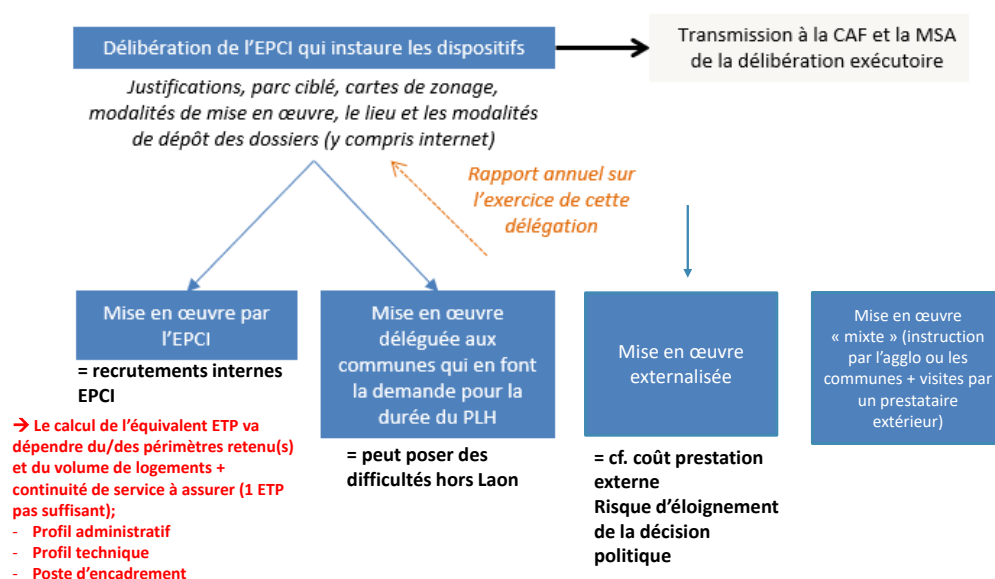 Délibération de l'EPCI qui instaure les dispositifs
Transmission à la CAF et la MSA
de la délibération exécutoire
Justifications, parc ciblé, cartes de zonage,
modalités de mise en œuvre, le lieu et les modalités
de dépôt des dossiers (y compris internet)
Rapport annuel sur
l'exercice de cette
délégation
Mise en œuvre par
l'EPCI
= recrutements internes
EPCI
→ Le calcul de l'équivalent ETP va
dépendre du/des périmètres retenu(s)
et du volume de logements +
continuité de service à assurer (1 ETP
pas suffisant);
- Profil administratif
- Profil technique
- Poste d'encadrement
Mise en œuvre
déléguée aux
communes qui en font
la demande pour la
durée du PLH
= peut poser des
difficultés hors Laon
Mise en œuvre
externalisée
= cf. coût prestation
externe
Risque d'éloignement
de la décision
politique
Mise en œuvre
« mixte » (instruction
par l'agglo ou les
communes + visites par
un prestataire
extérieur)